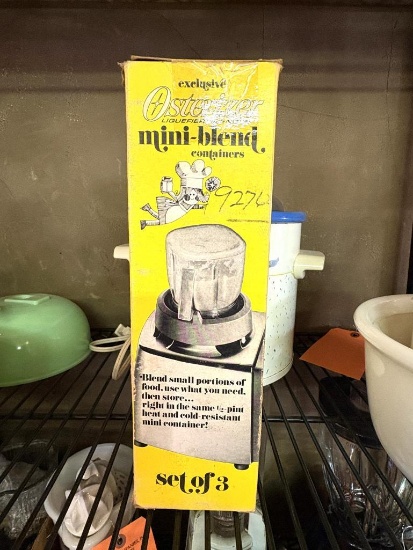 exclusive
Osterizer
mini-blend
containers
9276
Blend small portions of
food, use what you need,
then store...
right in the same ½-pint
heat and cold-resistant
mini container!
set of 3